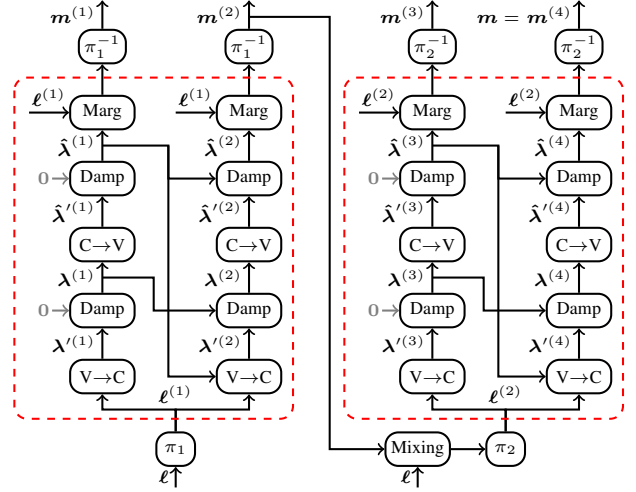 m^(1) m^(2) m^(3) m = m^(4)
π₁⁻¹ π₁⁻¹ π₂⁻¹ π₂⁻¹
ℓ^(1) ℓ^(1) ℓ^(2) ℓ^(2)
Marg Marg Marg Marg
λ̂^(1) λ̂^(2) λ̂^(3) λ̂^(4)
0 Damp Damp 0 Damp Damp
λ̂′^(1) λ̂′^(2) λ̂′^(3) λ̂′^(4)
C→V C→V C→V C→V
λ^(1) λ^(2) λ^(3) λ^(4)
0 Damp Damp 0 Damp Damp
λ′^(1) λ′^(2) λ′^(3) λ′^(4)
V→C V→C V→C V→C
ℓ^(1) ℓ^(2)
π₁ Mixing π₂
ℓ ℓ